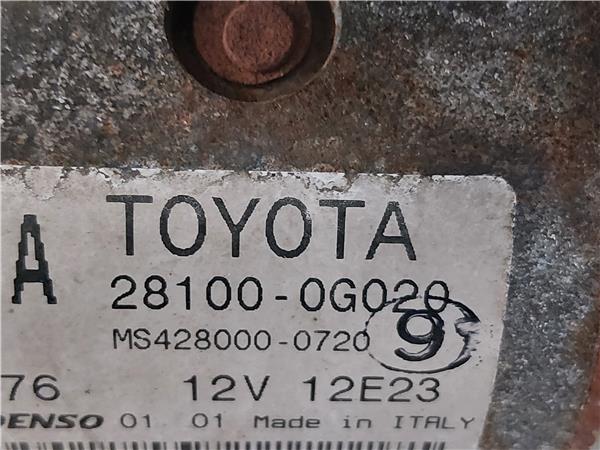 A TOYOTA
28100-0G020
MS428000-0720 9
76 12V 12E23
DENSO 01 01 Made in ITALY